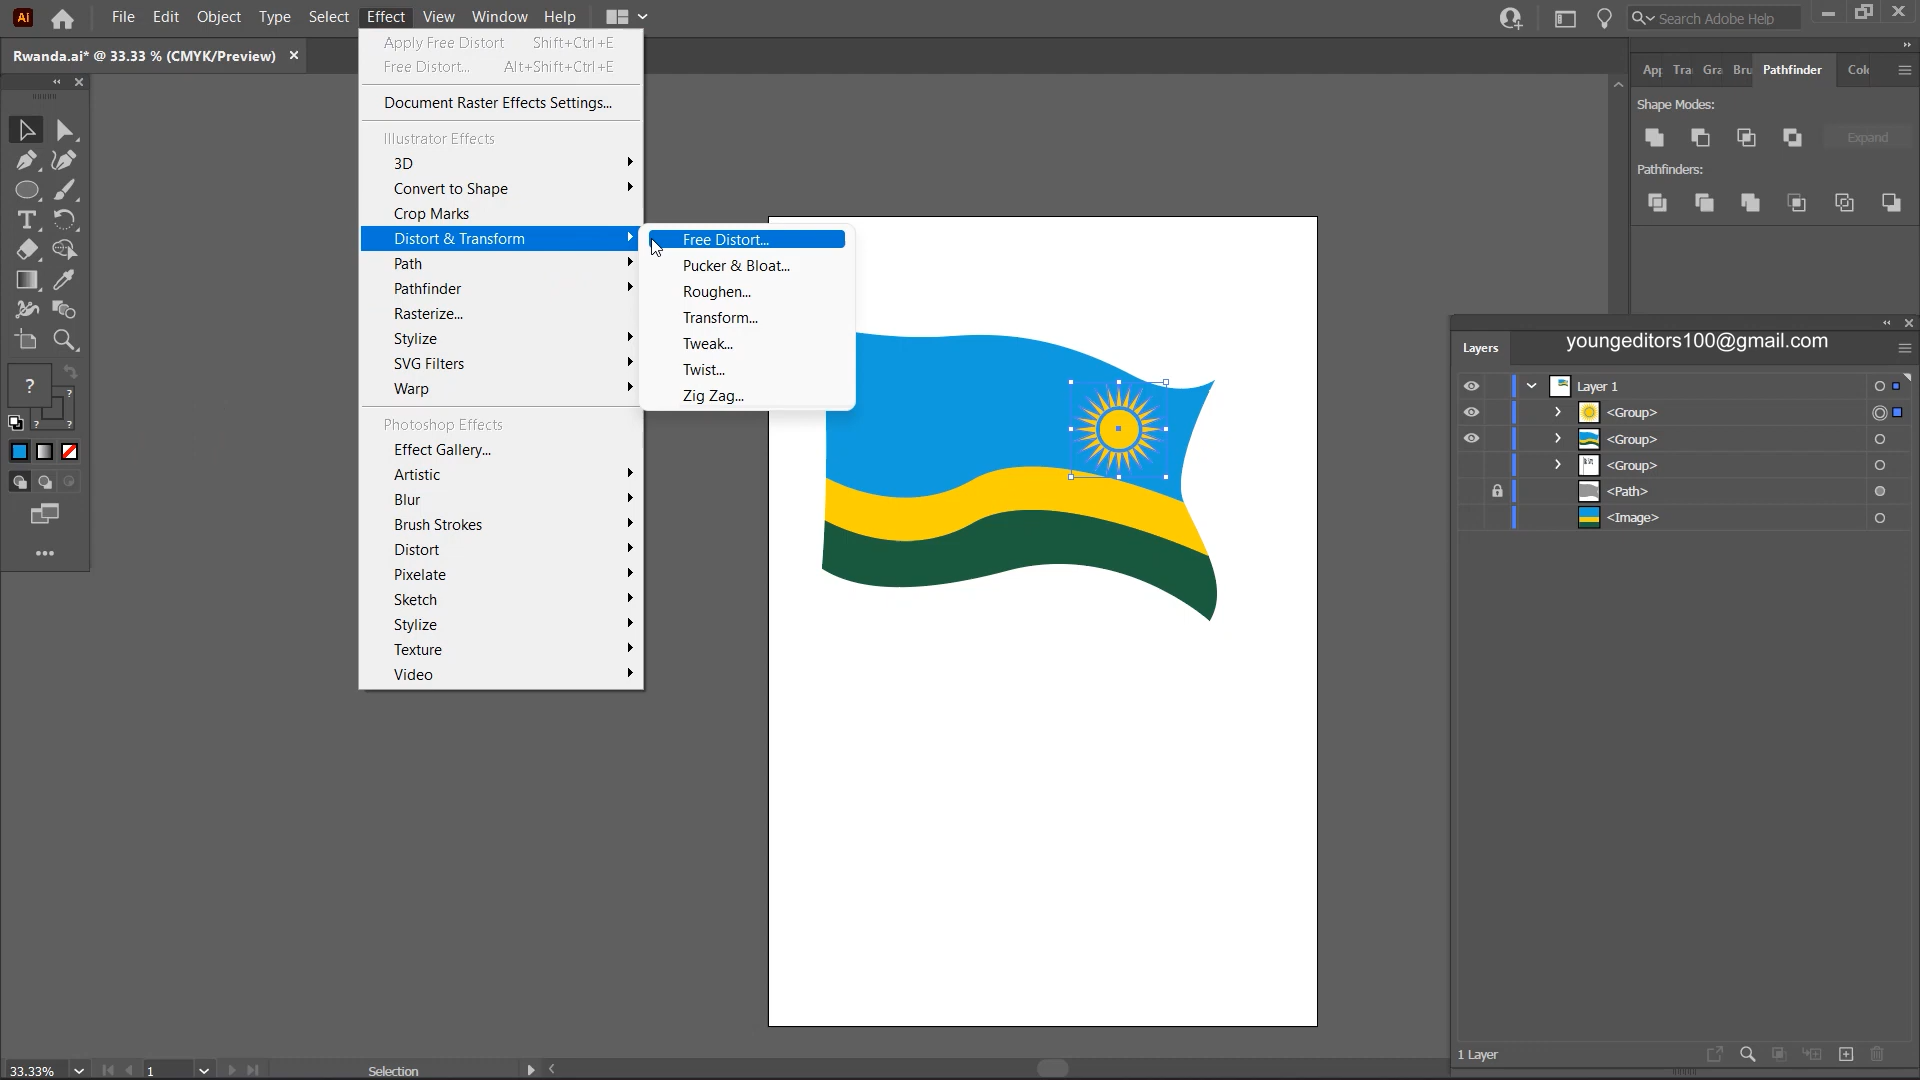 Ai File Edit Object Type Select Effect View Window Help Search Adobe Help
Rwanda.ai* @ 33.33 % (CMYK/Preview)
Apply Free Distort Shift+Ctrl+E
Free Distort... Alt+Shift+Ctrl+E
Document Raster Effects Settings...
Illustrator Effects
3D
Convert to Shape
Crop Marks
Distort & Transform
Path
Pathfinder
Rasterize...
Stylize
SVG Filters
Warp
Photoshop Effects
Effect Gallery...
Artistic
Blur
Brush Strokes
Distort
Pixelate
Sketch
Stylize
Texture
Video
Free Distort...
Pucker & Bloat...
Roughen...
Transform...
Tweak...
Twist...
Zig Zag...
? ? ? ?
Tra Gra Bru Pathfinder
Shape Modes:
Expand
Pathfinders:
youngeditors100@gmail.com
Layers
Layer 1
<Group>
<Group>
<Group>
<Path>
<Image>
1 Layer
33.33% 1 Selection